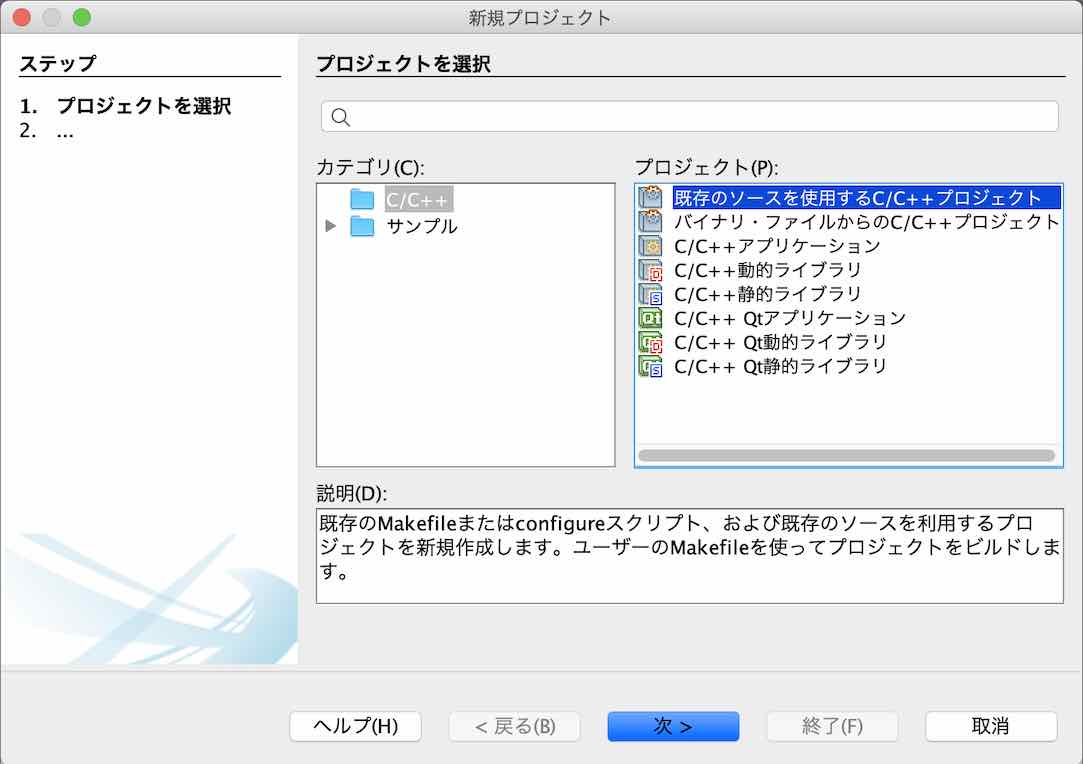 新規プロジェクト
ステップ
1. プロジェクトを選択
2. ...
プロジェクトを選択
カテゴリ(C):
C/C++
サンプル
プロジェクト(P):
既存のソースを使用するC/C++プロジェクト
バイナリ・ファイルからのC/C++プロジェクト
C/C++アプリケーション
C/C++動的ライブラリ
C/C++静的ライブラリ
C/C++ Qtアプリケーション
C/C++ Qt動的ライブラリ
C/C++ Qt静的ライブラリ
説明(D):
既存のMakefileまたはconfigureスクリプト、および既存のソースを利用するプロ
ジェクトを新規作成します。ユーザーのMakefileを使ってプロジェクトをビルドしま
す。
ヘルプ(H)
< 戻る(B)
次 >
終了(F)
取消